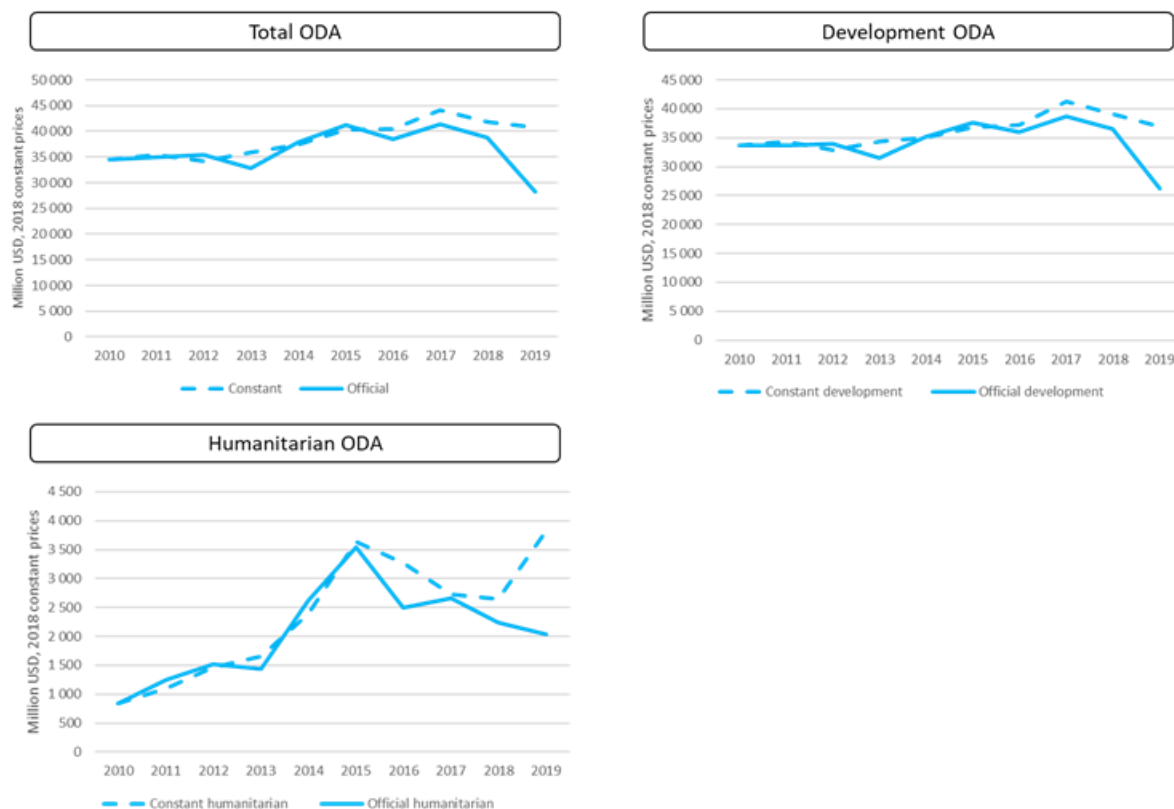 Total ODA
Million USD, 2018 constant prices
50 000
45 000
40 000
35 000
30 000
25 000
20 000
15 000
10 000
5 000
0
2010 2011 2012 2013 2014 2015 2016 2017 2018 2019
Constant Official
Development ODA
Million USD, 2018 constant prices
45 000
40 000
35 000
30 000
25 000
20 000
15 000
10 000
5 000
0
2010 2011 2012 2013 2014 2015 2016 2017 2018 2019
Constant development Official development
Humanitarian ODA
Million USD, 2018 constant prices
4 500
4 000
3 500
3 000
2 500
2 000
1 500
1 000
500
0
2010 2011 2012 2013 2014 2015 2016 2017 2018 2019
Constant humanitarian Official humanitarian